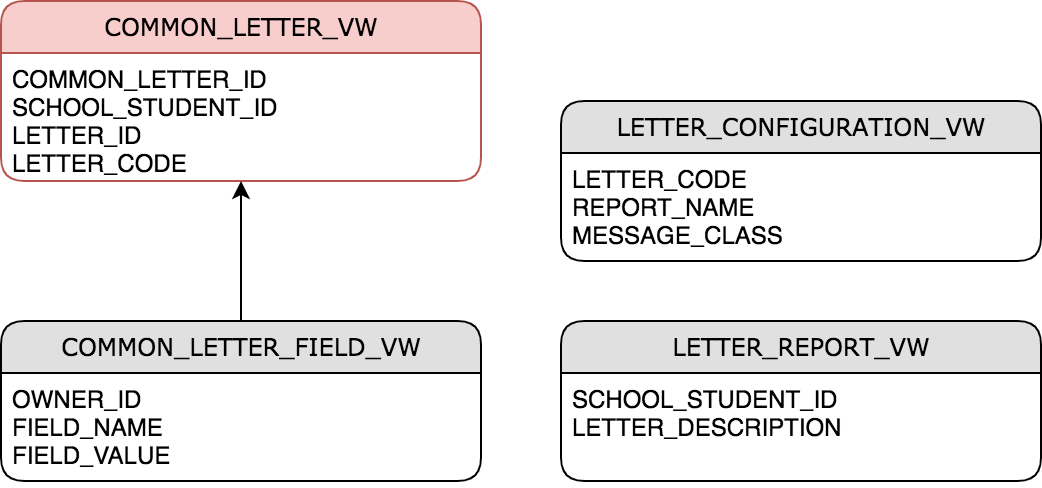 COMMON_LETTER_VW
COMMON_LETTER_ID
SCHOOL_STUDENT_ID
LETTER_ID
LETTER_CODE
LETTER_CONFIGURATION_VW
LETTER_CODE
REPORT_NAME
MESSAGE_CLASS
COMMON_LETTER_FIELD_VW
OWNER_ID
FIELD_NAME
FIELD_VALUE
LETTER_REPORT_VW
SCHOOL_STUDENT_ID
LETTER_DESCRIPTION